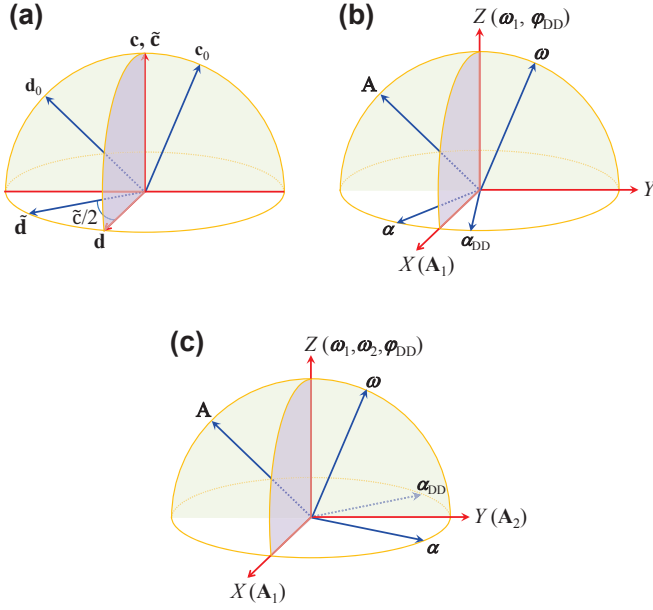 (a)
c, c̃
c₀
d₀
d̃
c̃/2
d
(b)
Z (ω₁, φ_DD)
ω
A
Y
α
α_DD
X (A₁)
(c)
Z (ω₁, ω₂, φ_DD)
ω
A
α_DD
Y (A₂)
α
X (A₁)